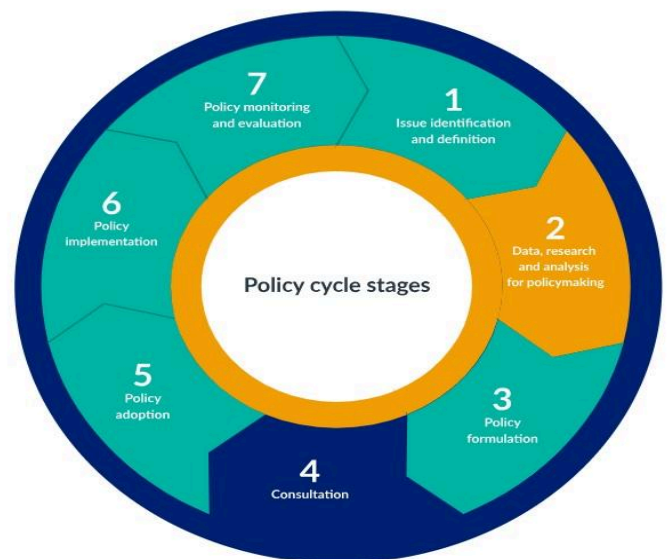 Policy cycle stages
1
Issue identification
and definition
2
Data, research
and analysis
for policymaking
3
Policy
formulation
4
Consultation
5
Policy
adoption
6
Policy
implementation
7
Policy monitoring
and evaluation